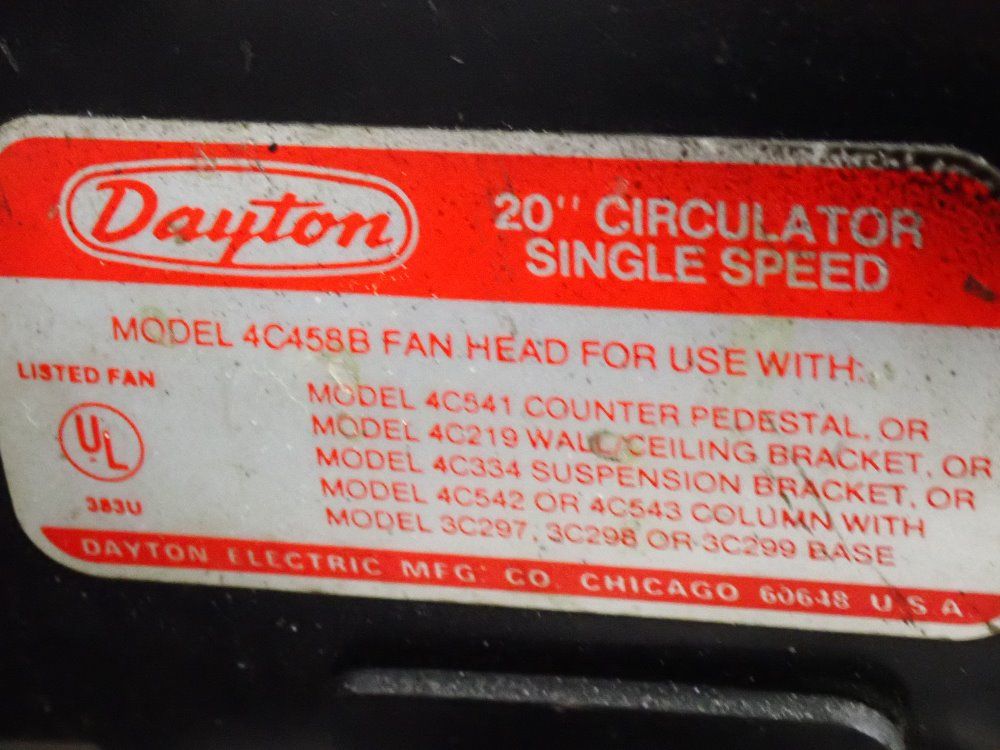 Dayton
20" CIRCULATOR
SINGLE SPEED
MODEL 4C458B FAN HEAD FOR USE WITH:
LISTED FAN
UL
383U
MODEL 4C541 COUNTER PEDESTAL, OR
MODEL 4C219 WALL/CEILING BRACKET, OR
MODEL 4C334 SUSPENSION BRACKET, OR
MODEL 4C542 OR 4C543 COLUMN WITH
MODEL 3C297, 3C298 OR 3C299 BASE
DAYTON ELECTRIC MFG. CO. CHICAGO 60648 U.S.A.